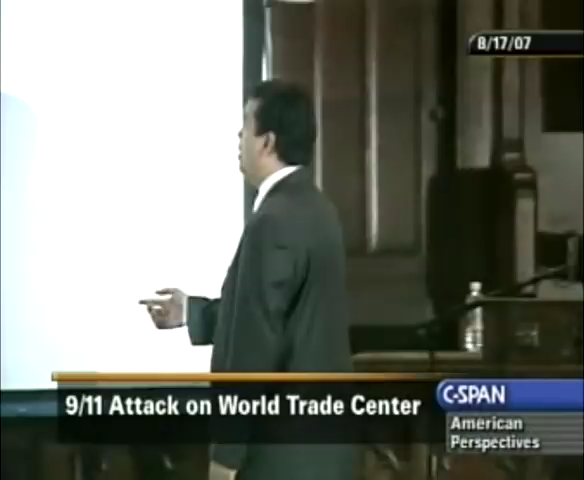 8/17/07
9/11 Attack on World Trade Center
C-SPAN
American
Perspectives